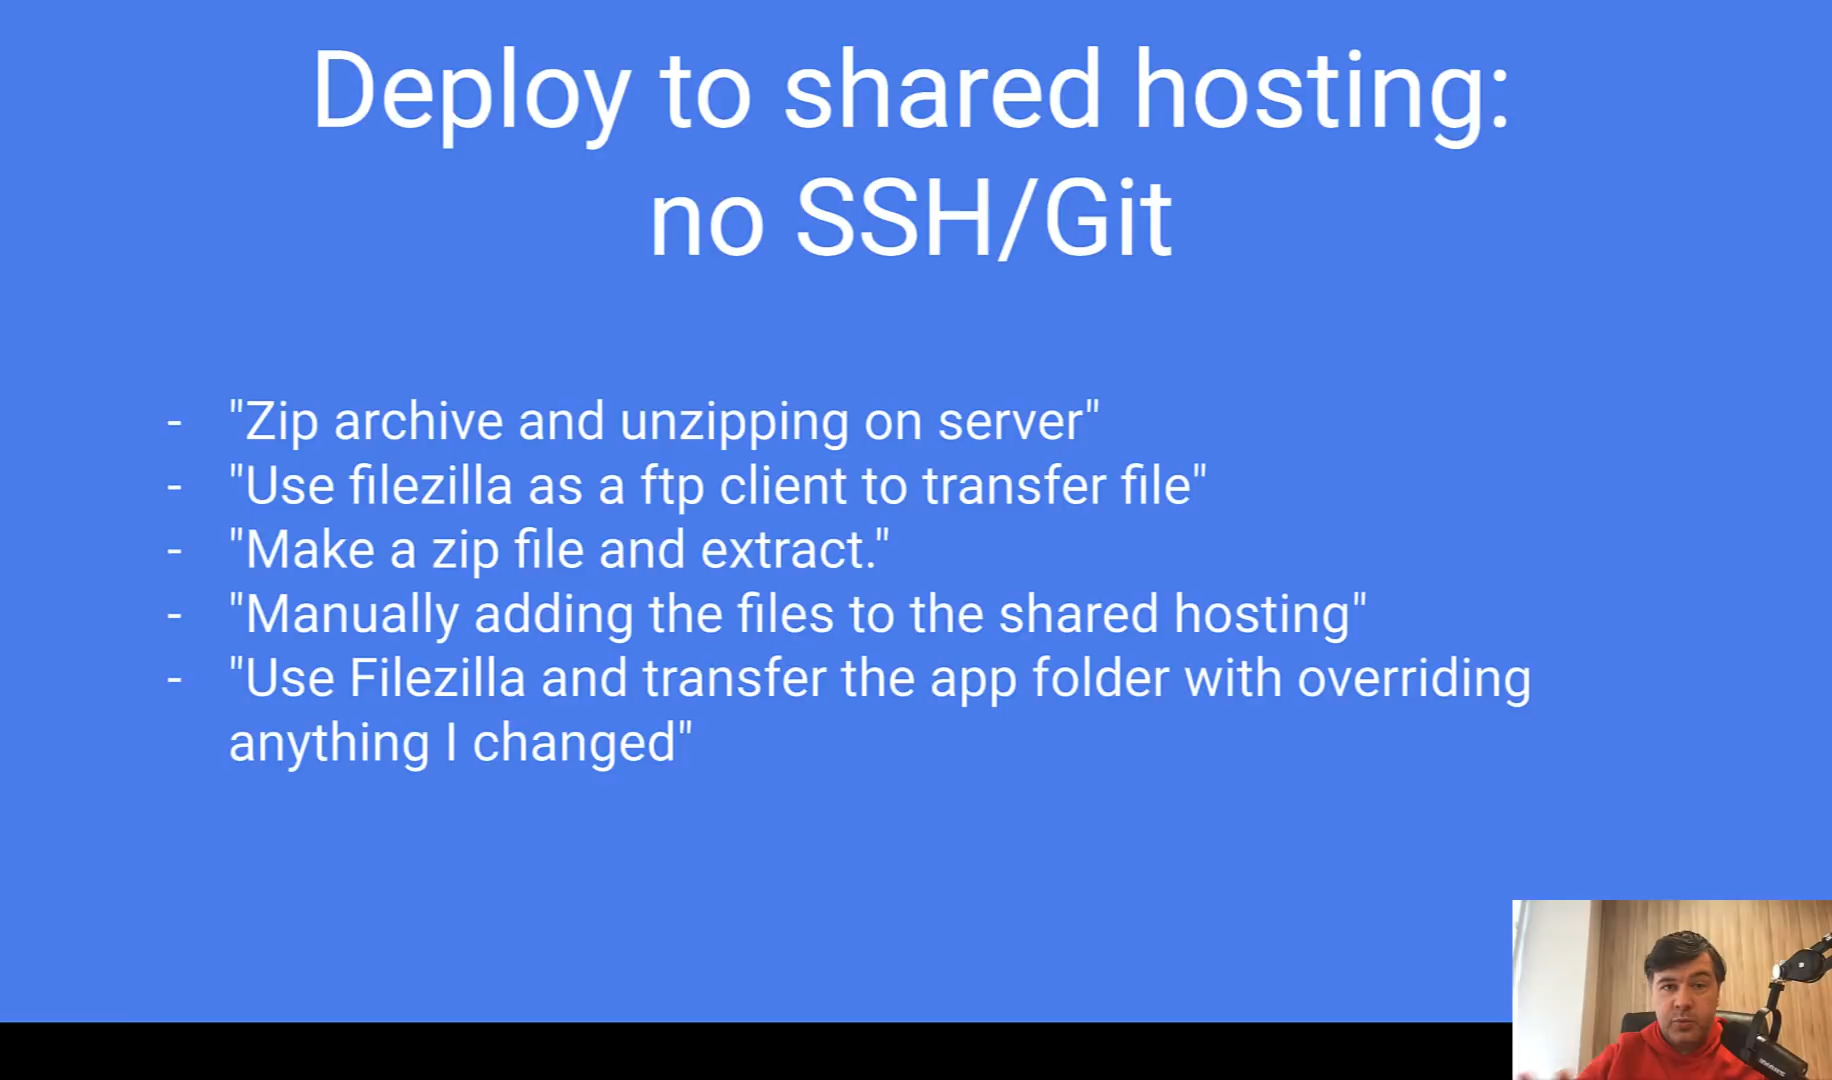 Deploy to shared hosting:
no SSH/Git
- "Zip archive and unzipping on server"
- "Use filezilla as a ftp client to transfer file"
- "Make a zip file and extract."
- "Manually adding the files to the shared hosting"
- "Use Filezilla and transfer the app folder with overriding
anything I changed"